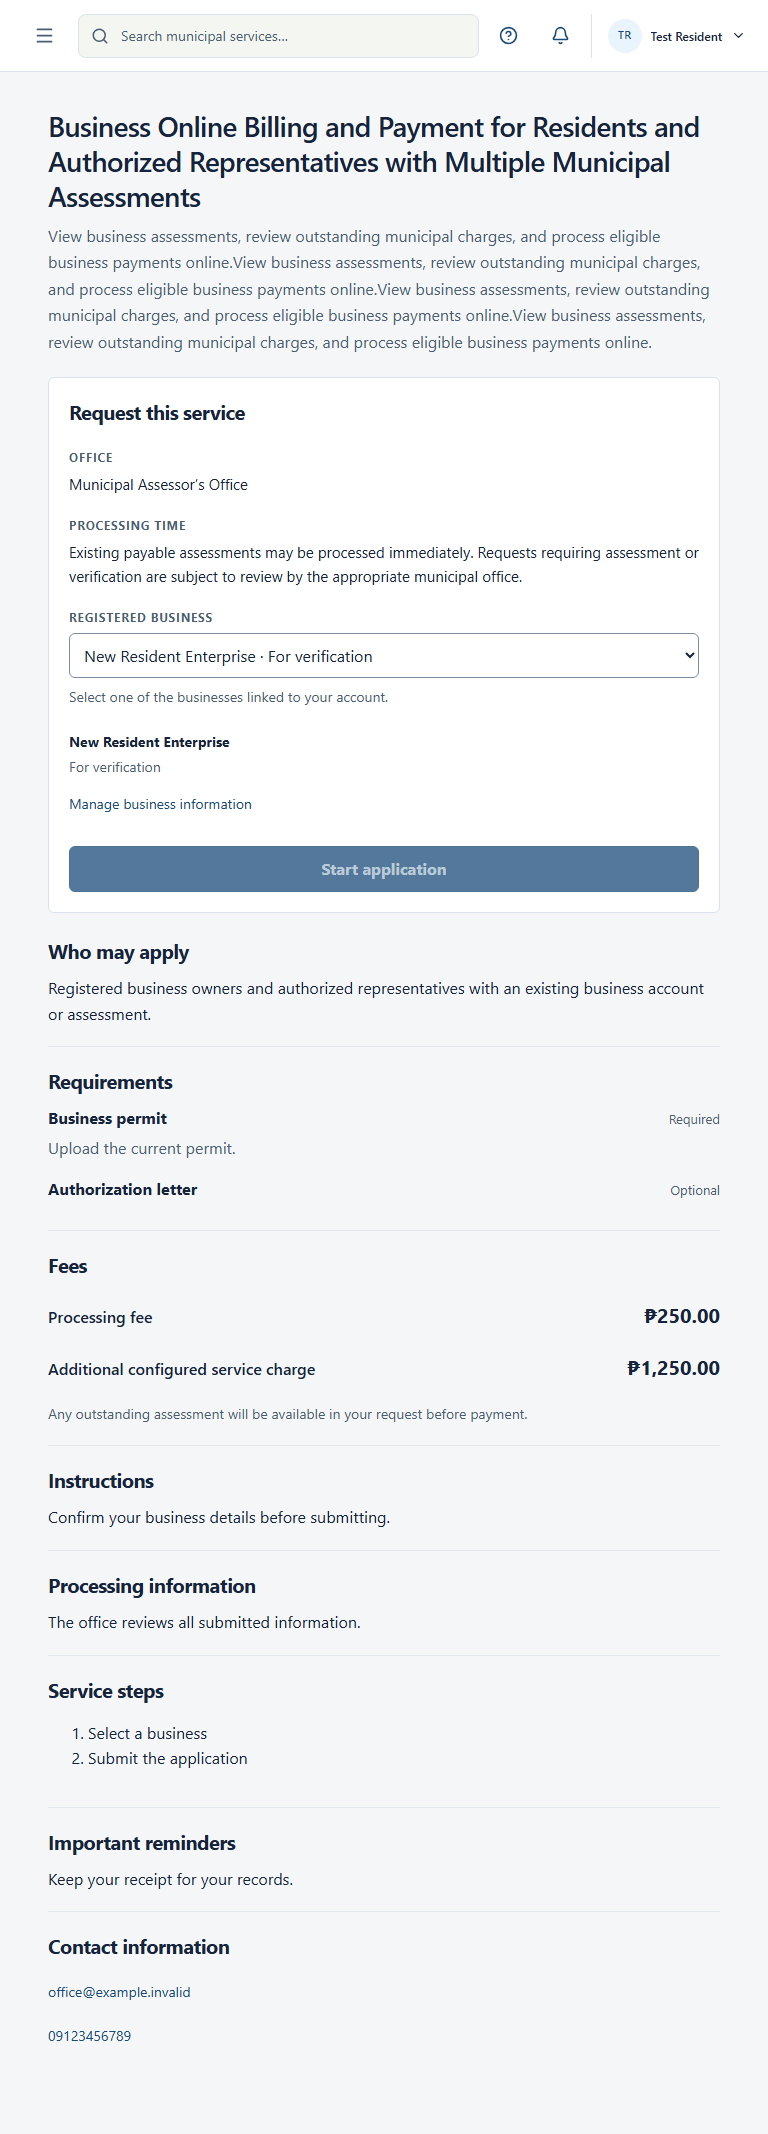 Search municipal services...
TR
Test Resident
Business Online Billing and Payment for Residents and
Authorized Representatives with Multiple Municipal
Assessments
View business assessments, review outstanding municipal charges, and process eligible
business payments online.View business assessments, review outstanding municipal charges,
and process eligible business payments online.View business assessments, review outstanding
municipal charges, and process eligible business payments online.View business assessments,
review outstanding municipal charges, and process eligible business payments online.
Request this service
OFFICE
Municipal Assessor's Office
PROCESSING TIME
Existing payable assessments may be processed immediately. Requests requiring assessment or
verification are subject to review by the appropriate municipal office.
REGISTERED BUSINESS
New Resident Enterprise · For verification
Select one of the businesses linked to your account.
New Resident Enterprise
For verification
Manage business information
Start application
Who may apply
Registered business owners and authorized representatives with an existing business account
or assessment.
Requirements
Business permit Required
Upload the current permit.
Authorization letter Optional
Fees
Processing fee ₱250.00
Additional configured service charge ₱1,250.00
Any outstanding assessment will be available in your request before payment.
Instructions
Confirm your business details before submitting.
Processing information
The office reviews all submitted information.
Service steps
1. Select a business
2. Submit the application
Important reminders
Keep your receipt for your records.
Contact information
office@example.invalid
09123456789